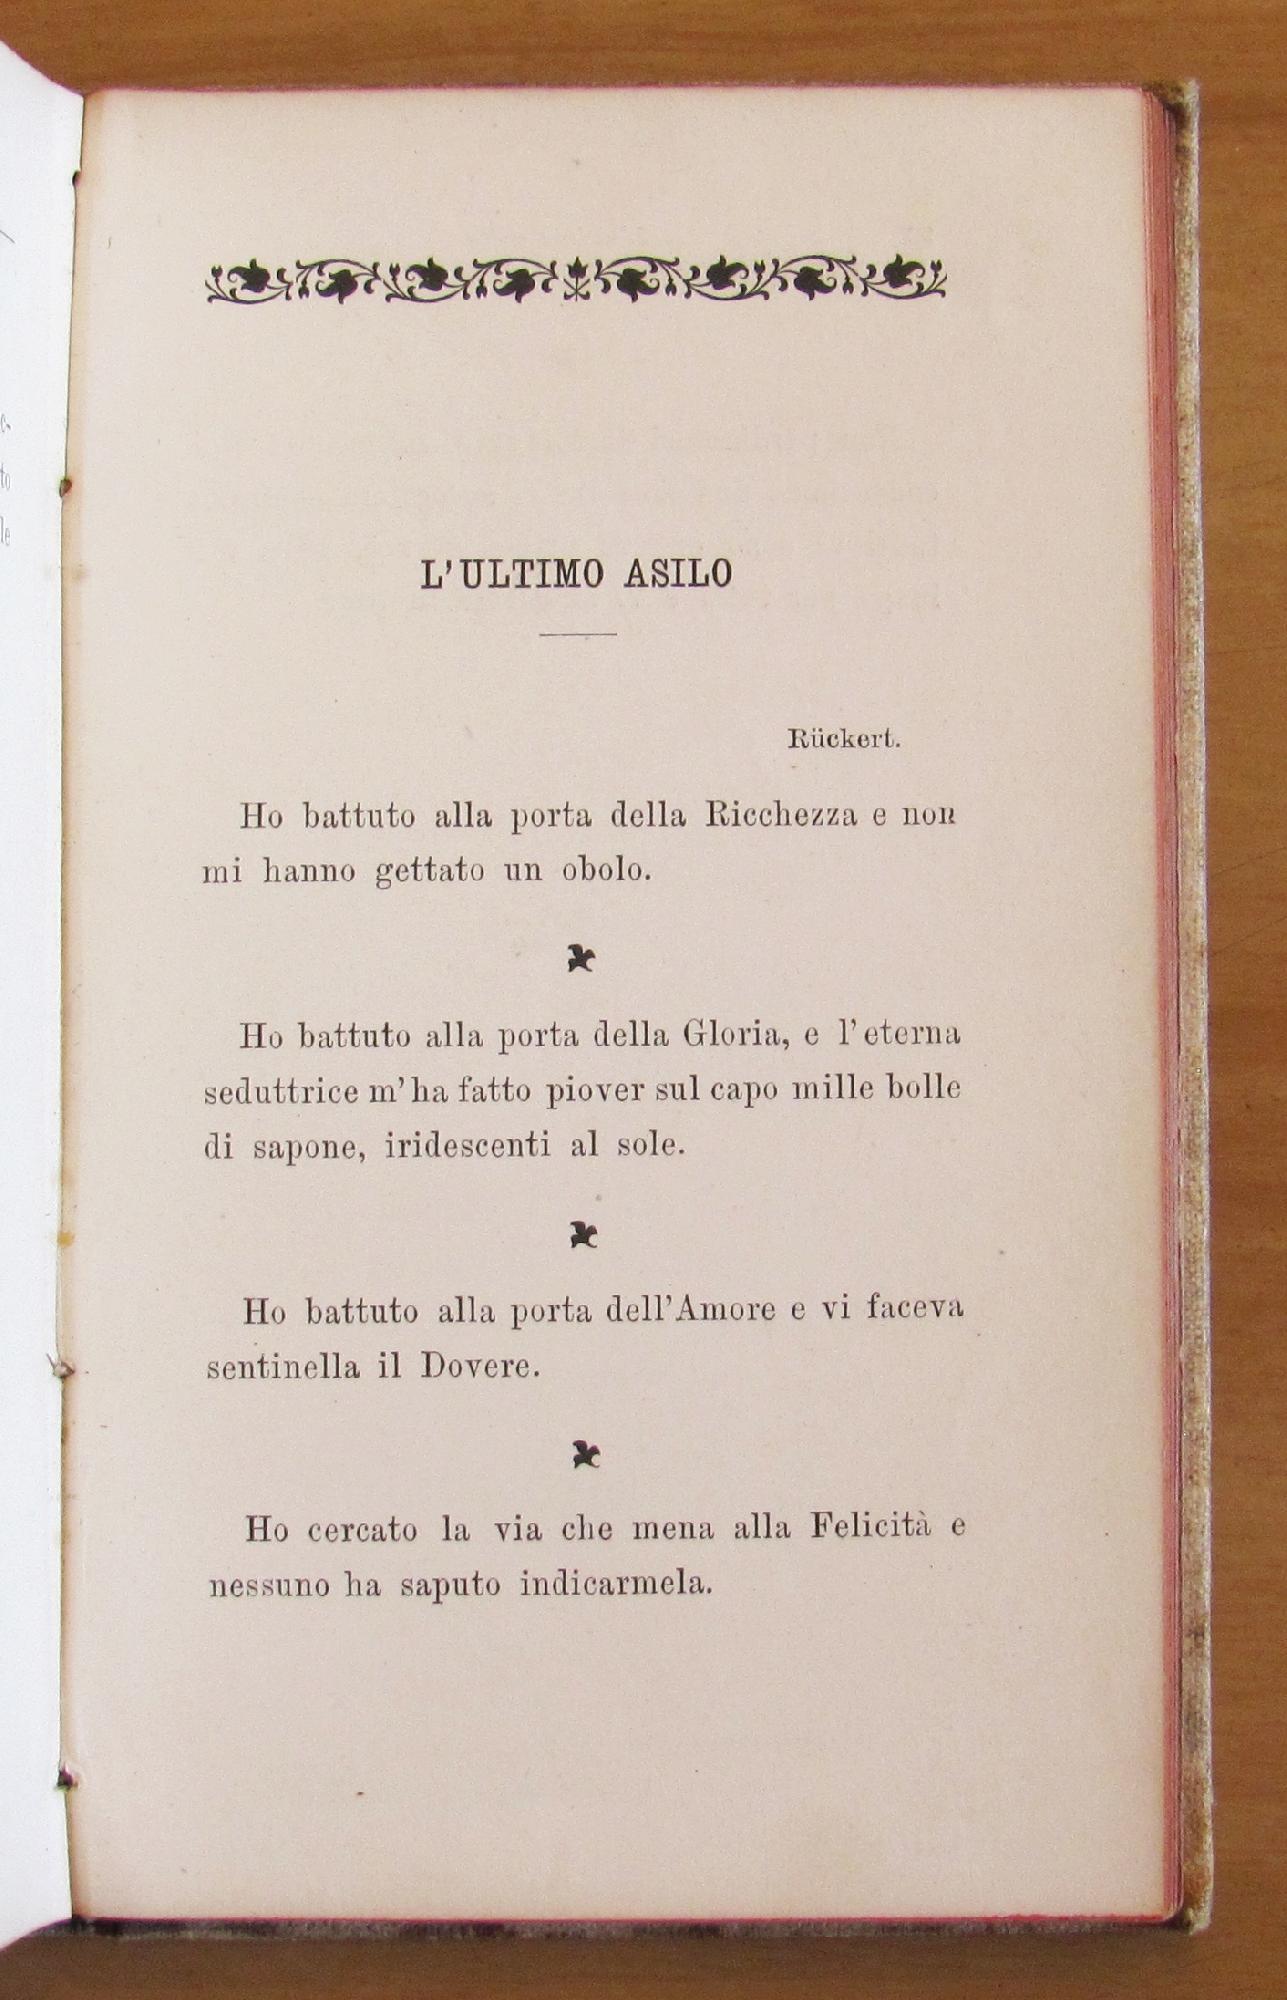 L'ULTIMO ASILO
Rückert.
Ho battuto alla porta della Ricchezza e non
mi hanno gettato un obolo.
Ho battuto alla porta della Gloria, e l'eterna
seduttrice m'ha fatto piover sul capo mille bolle
di sapone, iridescenti al sole.
Ho battuto alla porta dell'Amore e vi faceva
sentinella il Dovere.
Ho cercato la via che mena alla Felicità e
nessuno ha saputo indicarmela.